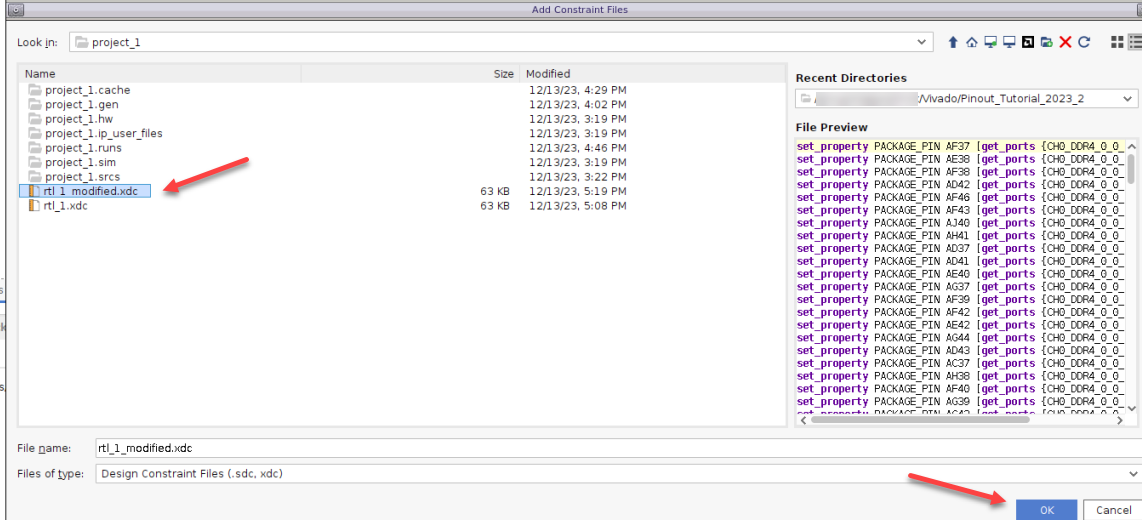 Add Constraint Files
Look in: project_1
Name Size Modified
project_1.cache 12/13/23, 4:29 PM
project_1.gen 12/13/23, 4:02 PM
project_1.hw 12/13/23, 3:19 PM
project_1.ip_user_files 12/13/23, 3:19 PM
project_1.runs 12/13/23, 4:46 PM
project_1.sim 12/13/23, 3:19 PM
project_1.srcs 12/13/23, 3:22 PM
rtl_1_modified.xdc 63 KB 12/13/23, 5:19 PM
rtl_1.xdc 63 KB 12/13/23, 5:08 PM
Recent Directories
:/Vivado/Pinout_Tutorial_2023_2
File Preview
set_property PACKAGE_PIN AF37 [get_ports {CH0_DDR4_0_0_
set_property PACKAGE_PIN AE38 [get_ports {CH0_DDR4_0_0_
set_property PACKAGE_PIN AF38 [get_ports {CH0_DDR4_0_0_
set_property PACKAGE_PIN AD42 [get_ports {CH0_DDR4_0_0_
set_property PACKAGE_PIN AF46 [get_ports {CH0_DDR4_0_0_
set_property PACKAGE_PIN AF43 [get_ports {CH0_DDR4_0_0_
set_property PACKAGE_PIN AJ40 [get_ports {CH0_DDR4_0_0_
set_property PACKAGE_PIN AH41 [get_ports {CH0_DDR4_0_0_
set_property PACKAGE_PIN AD37 [get_ports {CH0_DDR4_0_0_
set_property PACKAGE_PIN AD41 [get_ports {CH0_DDR4_0_0_
set_property PACKAGE_PIN AE40 [get_ports {CH0_DDR4_0_0_
set_property PACKAGE_PIN AG37 [get_ports {CH0_DDR4_0_0_
set_property PACKAGE_PIN AF39 [get_ports {CH0_DDR4_0_0_
set_property PACKAGE_PIN AF42 [get_ports {CH0_DDR4_0_0_
set_property PACKAGE_PIN AE42 [get_ports {CH0_DDR4_0_0_
set_property PACKAGE_PIN AG44 [get_ports {CH0_DDR4_0_0_
set_property PACKAGE_PIN AD43 [get_ports {CH0_DDR4_0_0_
set_property PACKAGE_PIN AC37 [get_ports {CH0_DDR4_0_0_
set_property PACKAGE_PIN AH38 [get_ports {CH0_DDR4_0_0_
set_property PACKAGE_PIN AF40 [get_ports {CH0_DDR4_0_0_
set_property PACKAGE_PIN AG39 [get_ports {CH0_DDR4_0_0_
File name: rtl_1_modified.xdc
Files of type: Design Constraint Files (.sdc, xdc)
OK Cancel